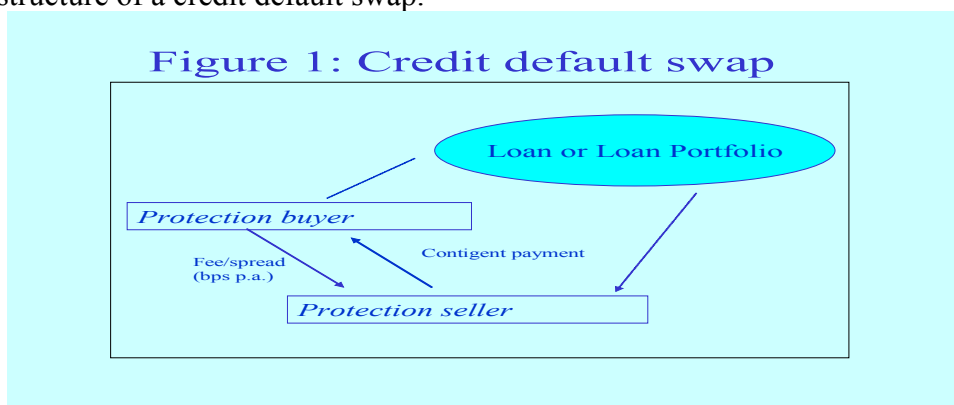 structure of a credit default swap.
Figure 1: Credit default swap
Loan or Loan Portfolio
Protection buyer
Fee/spread
(bps p.a.)
Contigent payment
Protection seller